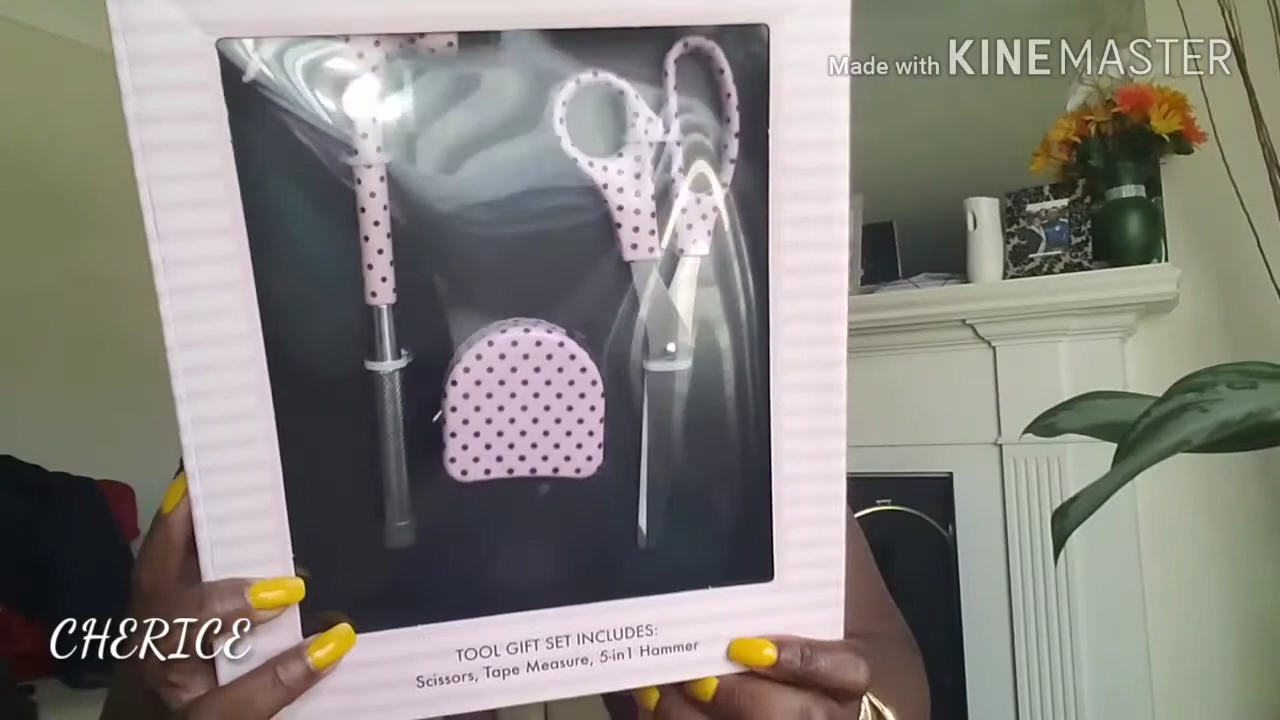 Made with KINEMASTER
TOOL GIFT SET INCLUDES:
Scissors, Tape Measure, 5-in1 Hammer
CHERICE